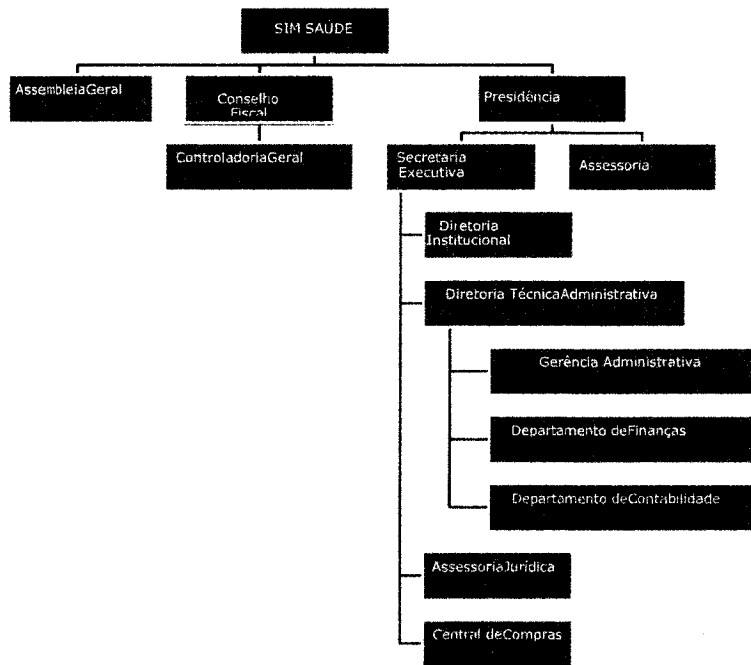 SIM SAÚDE
AssembleiaGeral
Conselho
Fiscal
Presidência
ControladoriaGeral
Secretaria
Executiva
Assessoria
Diretoria
Institucional
Diretoria TécnicaAdministrativa
Gerência Administrativa
Departamento deFinanças
Departamento deContabilidade
AssessoriaJurídica
Central deCompras